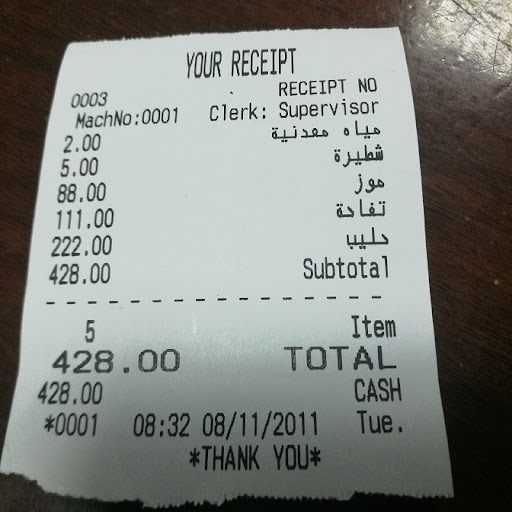 YOUR RECEIPT
0003 RECEIPT NO
MachNo:0001 Clerk: Supervisor
2.00 مياه معدنية
5.00 شطيرة
88.00 موز
111.00 تفاحة
222.00 حليب
428.00 Subtotal
- - - - - - - - - - - - - - - -
5 Item
428.00 TOTAL
428.00 CASH
*0001 08:32 08/11/2011 Tue.
*THANK YOU*